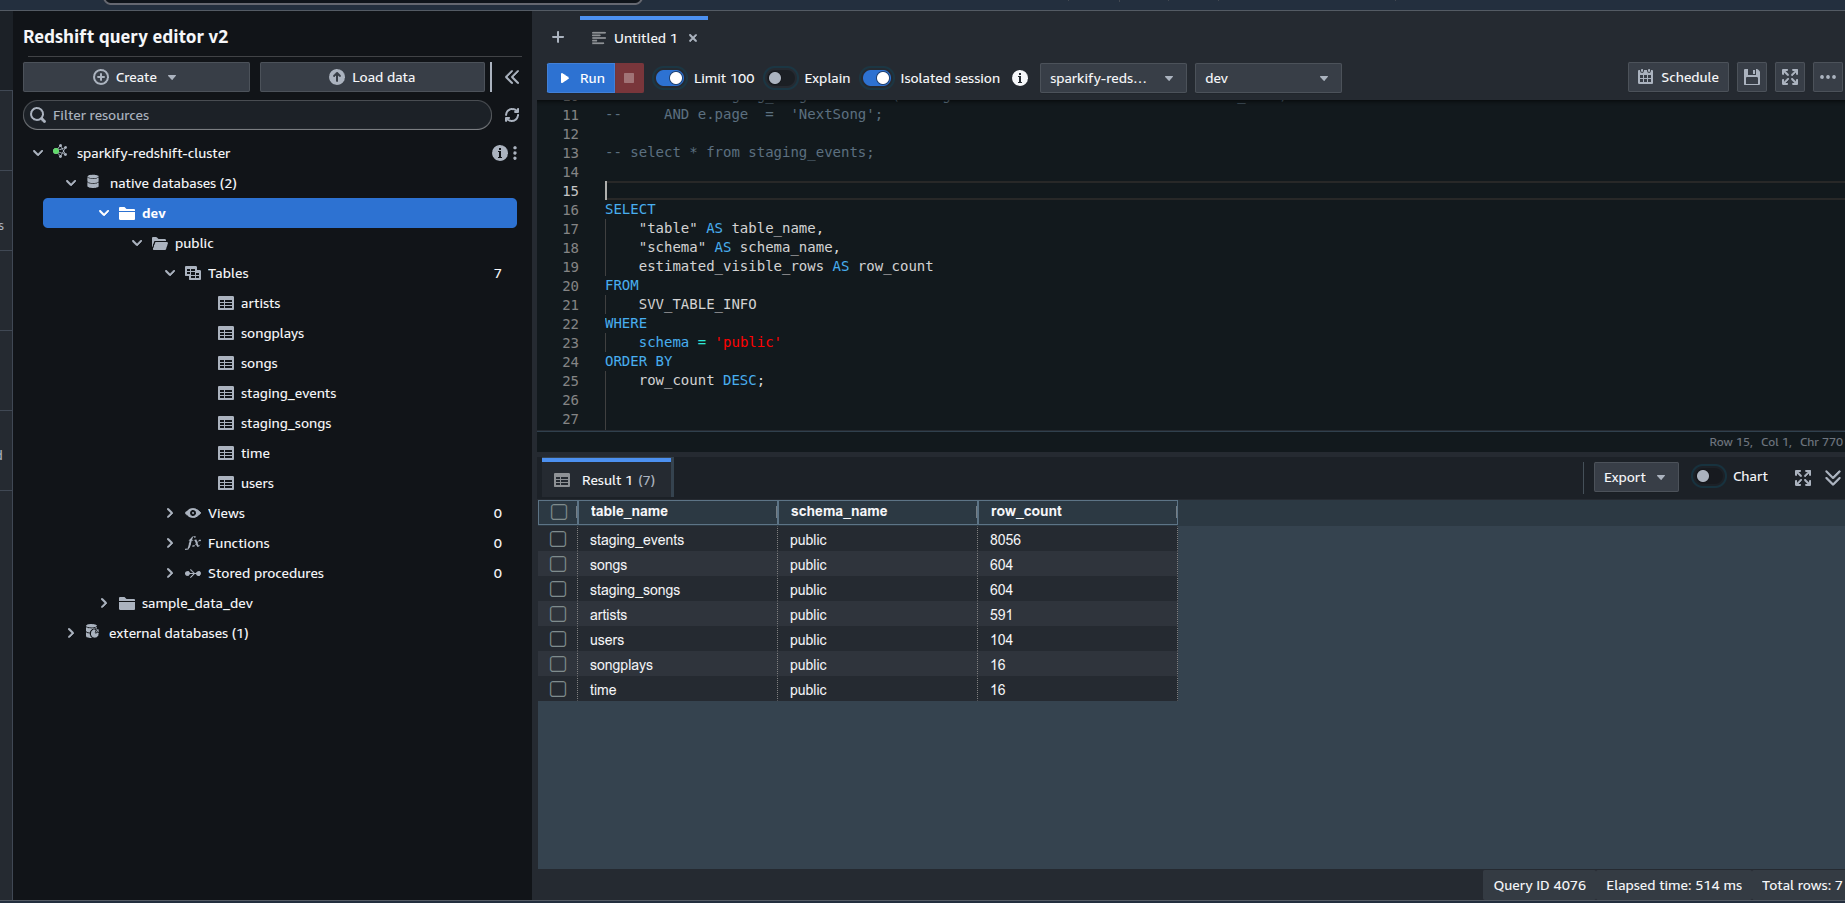 Redshift query editor v2
Create
Load data
Filter resources
sparkify-redshift-cluster
native databases (2)
dev
public
Tables 7
artists
songplays
songs
staging_events
staging_songs
time
users
Views 0
fx Functions 0
Stored procedures 0
sample_data_dev
external databases (1)
+ Untitled 1 ×
Run Limit 100 Explain Isolated session i sparkify-reds... dev Schedule
11 --     AND e.page  =  'NextSong';
12
13 -- select * from staging_events;
14
15
16 SELECT
17     "table" AS table_name,
18     "schema" AS schema_name,
19     estimated_visible_rows AS row_count
20 FROM
21     SVV_TABLE_INFO
22 WHERE
23     schema = 'public'
24 ORDER BY
25     row_count DESC;
26
27
Row 15, Col 1, Chr 770
Result 1 (7) Export Chart
table_name schema_name row_count
staging_events public 8056
songs public 604
staging_songs public 604
artists public 591
users public 104
songplays public 16
time public 16
Query ID 4076 Elapsed time: 514 ms Total rows: 7